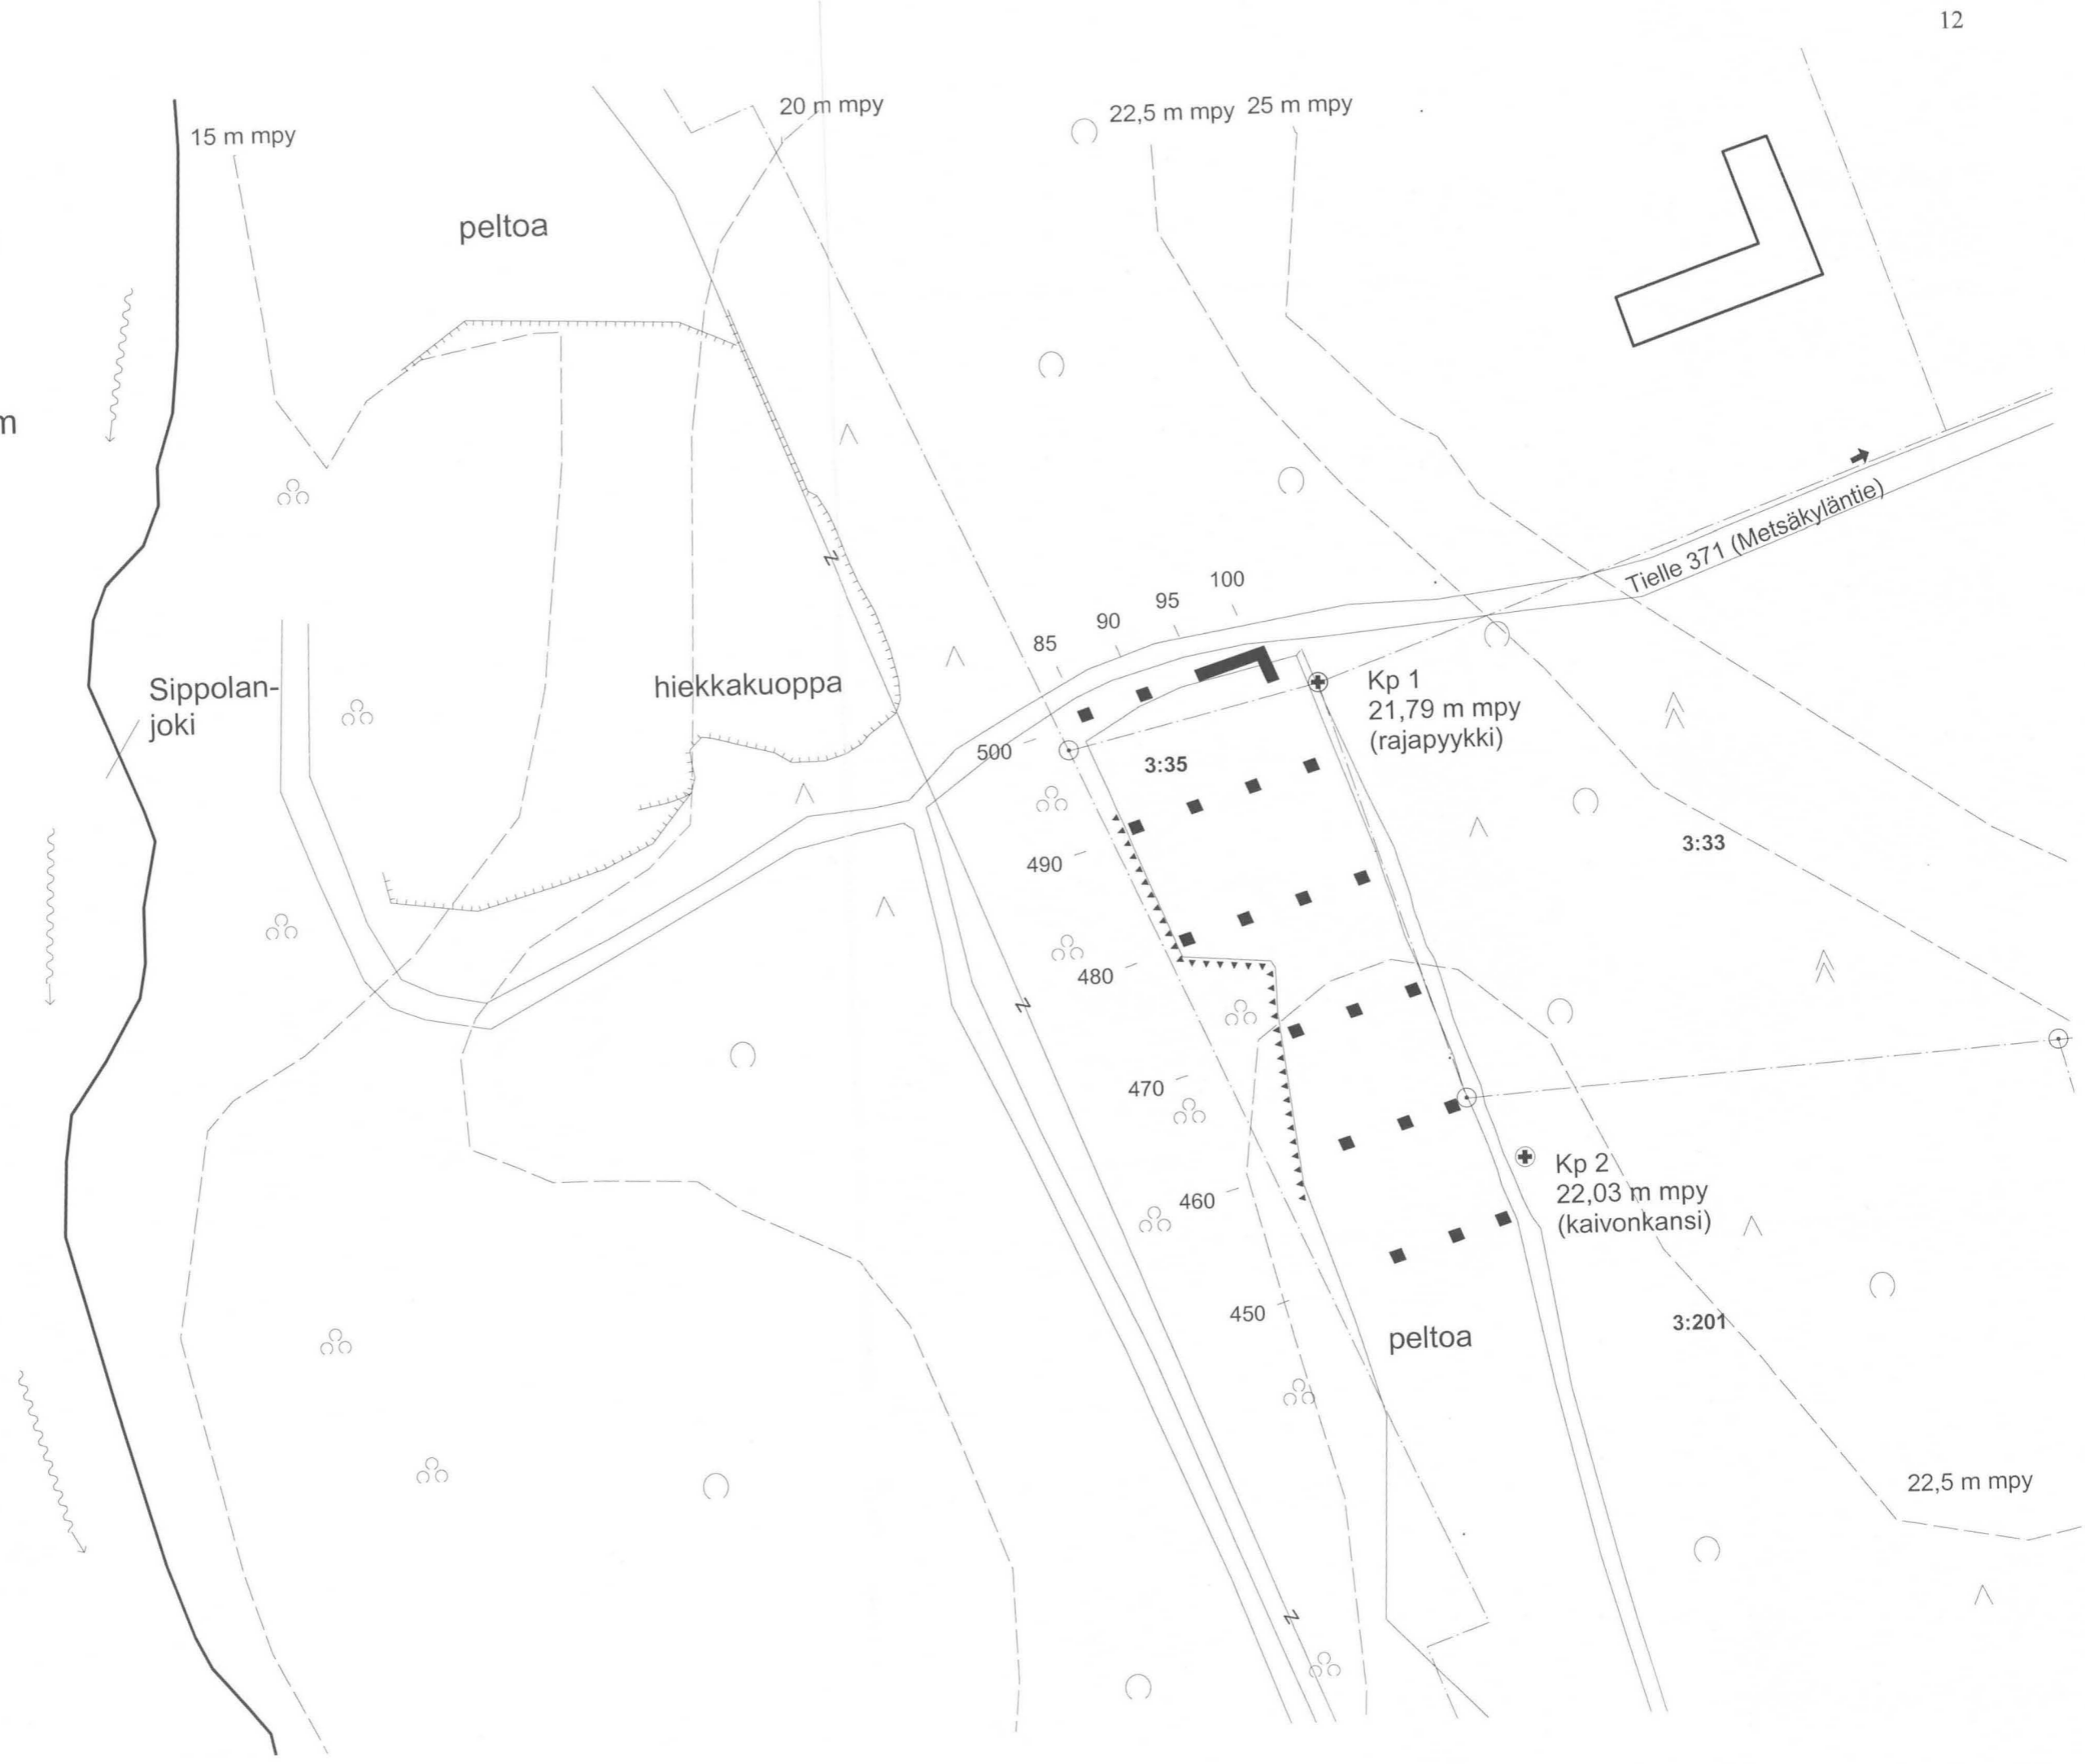 12
15 m mpy
20 m mpy
22,5 m mpy
25 m mpy
peltoa
m
Tielle 371 (Metsäkyläntie)
100
95
90
85
Sippolan-
joki
hiekkakuoppa
Kp 1
21,79 m mpy
(rajapyykki)
500
3:35
490
3:33
480
470
460
Kp 2
22,03 m mpy
(kaivonkansi)
450
3:201
peltoa
22,5 m mpy